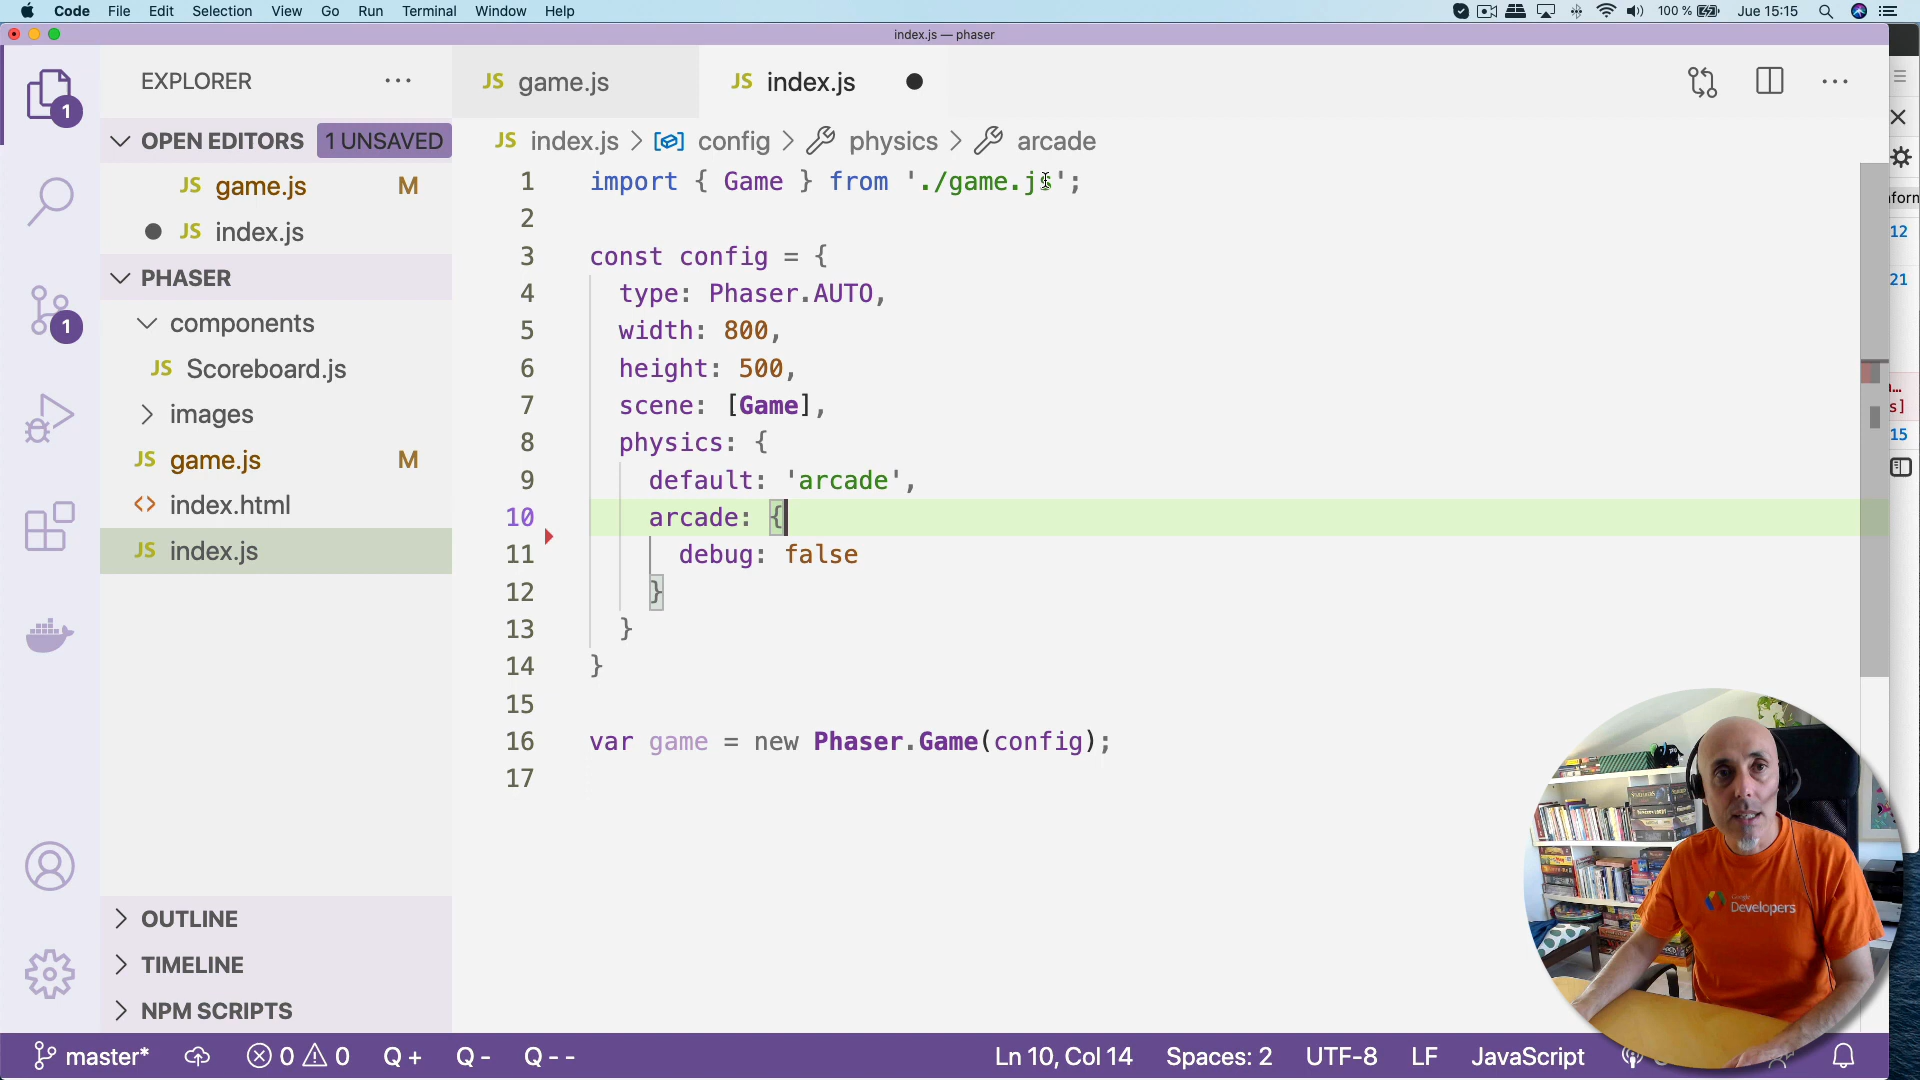 Code File Edit Selection View Go Run Terminal Window Help
100 % Jue 15:15
index.js — phaser
EXPLORER
JS game.js
JS index.js
OPEN EDITORS 1 UNSAVED
JS game.js M
JS index.js
PHASER
components
JS Scoreboard.js
images
JS game.js M
<> index.html
JS index.js
OUTLINE
TIMELINE
NPM SCRIPTS
1
1
JS index.js > config > physics > arcade
1 import { Game } from './game.js';
2
3 const config = {
4 type: Phaser.AUTO,
5 width: 800,
6 height: 500,
7 scene: [Game],
8 physics: {
9 default: 'arcade',
10 arcade: {
11 debug: false
12 }
13 }
14 }
15
16 var game = new Phaser.Game(config);
17
12
21
s]
15
Google
Developers
master* 0 0 Q + Q - Q - - Ln 10, Col 14 Spaces: 2 UTF-8 LF JavaScript